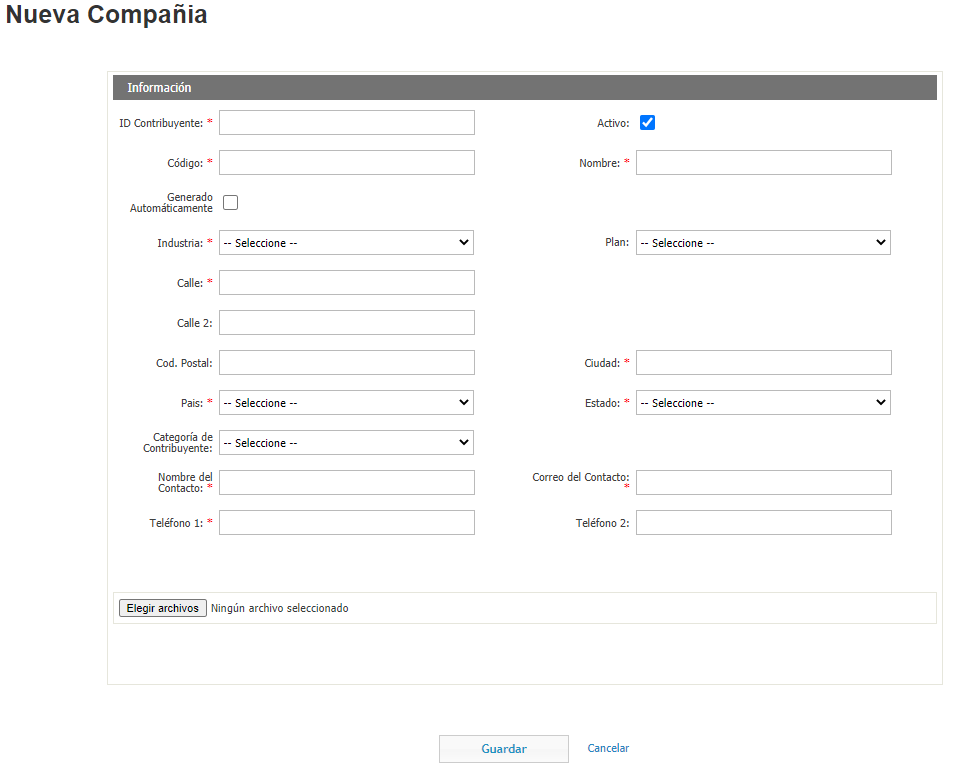 Nueva Compañia
Información
ID Contribuyente: *
Activo:
Código: *
Nombre: *
Generado
Automáticamente
Industria: *
-- Seleccione --
Plan:
-- Seleccione --
Calle: *
Calle 2:
Cod. Postal:
Ciudad: *
Pais: *
-- Seleccione --
Estado: *
-- Seleccione --
Categoría de
Contribuyente:
-- Seleccione --
Nombre del
Contacto: *
Correo del Contacto:
*
Teléfono 1: *
Teléfono 2:
Elegir archivos Ningún archivo seleccionado
Guardar
Cancelar